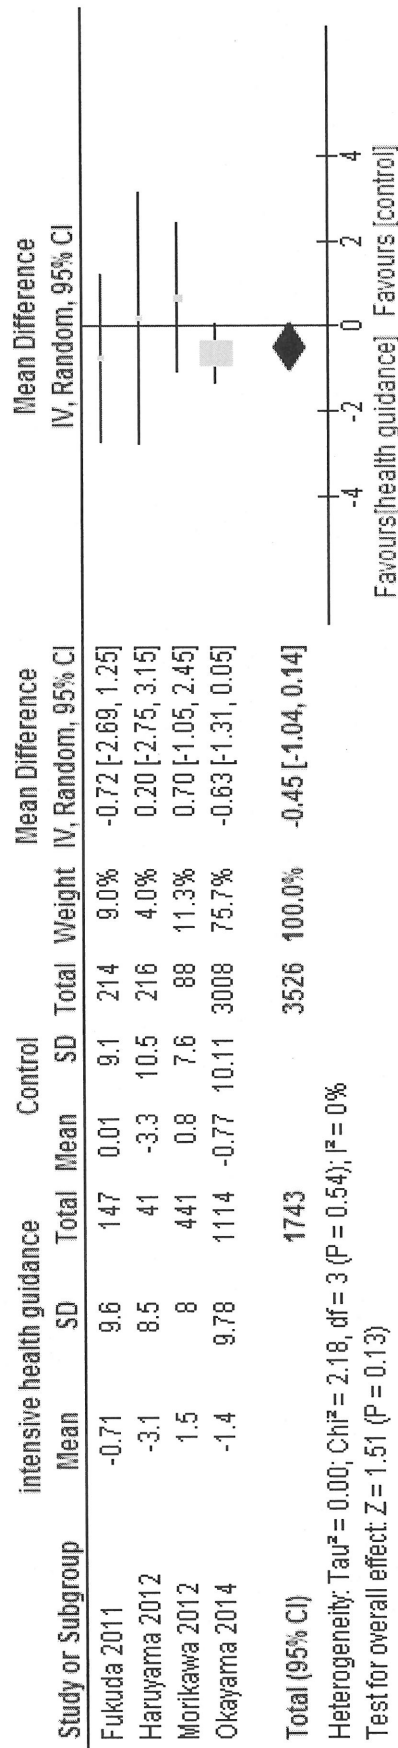 intensive health guidance Control Mean Difference Mean Difference
Study or Subgroup Mean SD Total Mean SD Total Weight IV, Random, 95% CI IV, Random, 95% CI
Fukuda 2011 -0.71 9.6 147 0.01 9.1 214 9.0% -0.72 [-2.69, 1.25]
Haruyama 2012 -3.1 8.5 41 -3.3 10.5 216 4.0% 0.20 [-2.75, 3.15]
Morikawa 2012 1.5 8 441 0.8 7.6 88 11.3% 0.70 [-1.05, 2.45]
Okayama 2014 -1.4 9.78 1114 -0.77 10.11 3008 75.7% -0.63 [-1.31, 0.05]
Total (95% CI) 1743 3526 100.0% -0.45 [-1.04, 0.14]
Heterogeneity: Tau² = 0.00; Chi² = 2.18, df = 3 (P = 0.54); I² = 0%
Test for overall effect: Z = 1.51 (P = 0.13)
-4 -2 0 2 4
Favours[health guidance] Favours [control]